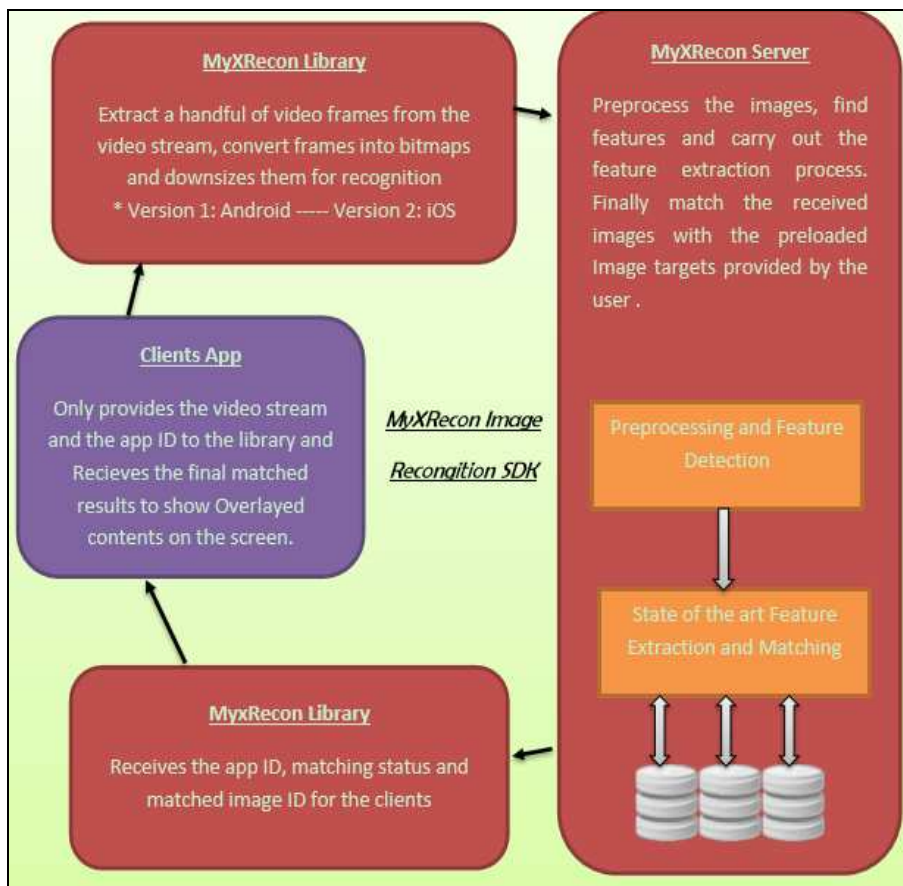 MyXRecon Library
Extract a handful of video frames from the
video stream, convert frames into bitmaps
and downsizes them for recognition
* Version 1: Android ----- Version 2: iOS
MyXRecon Server
Preprocess the images, find
features and carry out the
feature extraction process.
Finally match the received
images with the preloaded
Image targets provided by the
user .
Clients App
Only provides the video stream
and the app ID to the library and
Recieves the final matched
results to show Overlayed
contents on the screen.
MyXRecon Image
Recongition SDK
Preprocessing and Feature
Detection
State of the art Feature
Extraction and Matching
MyxRecon Library
Receives the app ID, matching status and
matched image ID for the clients